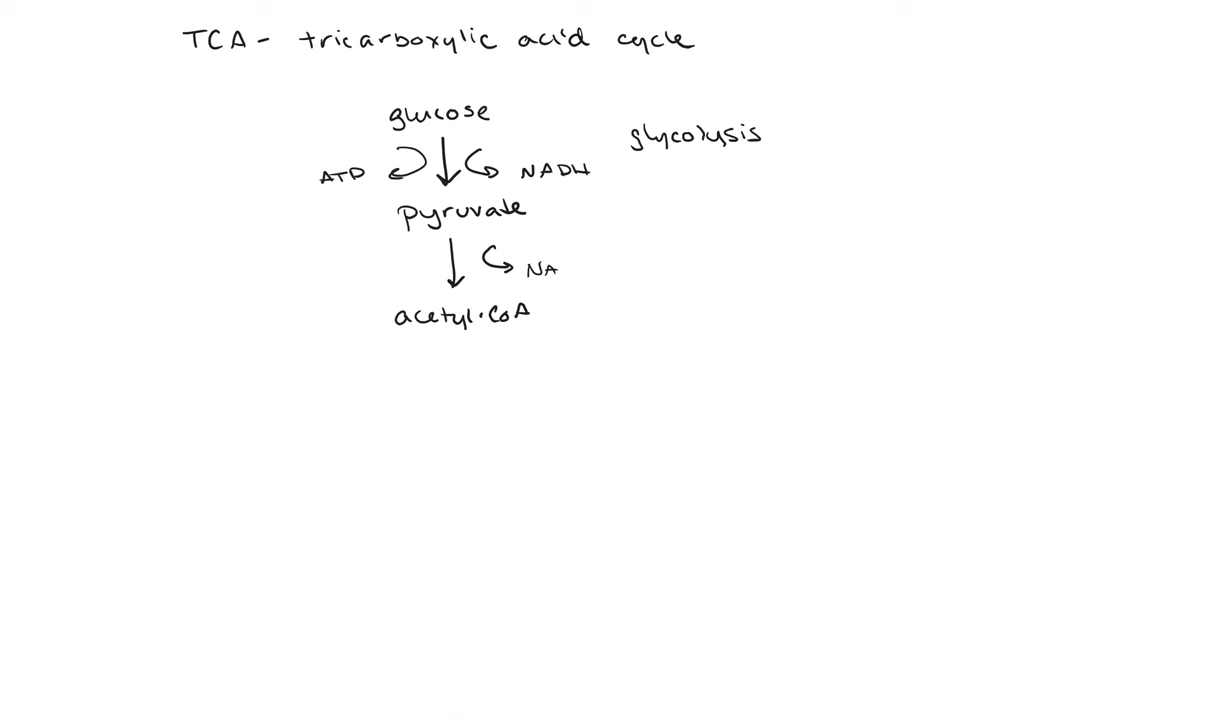 TCA - tricarboxylic acid cycle
glucose
glycolysis
ATP NADH
pyruvate
NA
acetyl·CoA